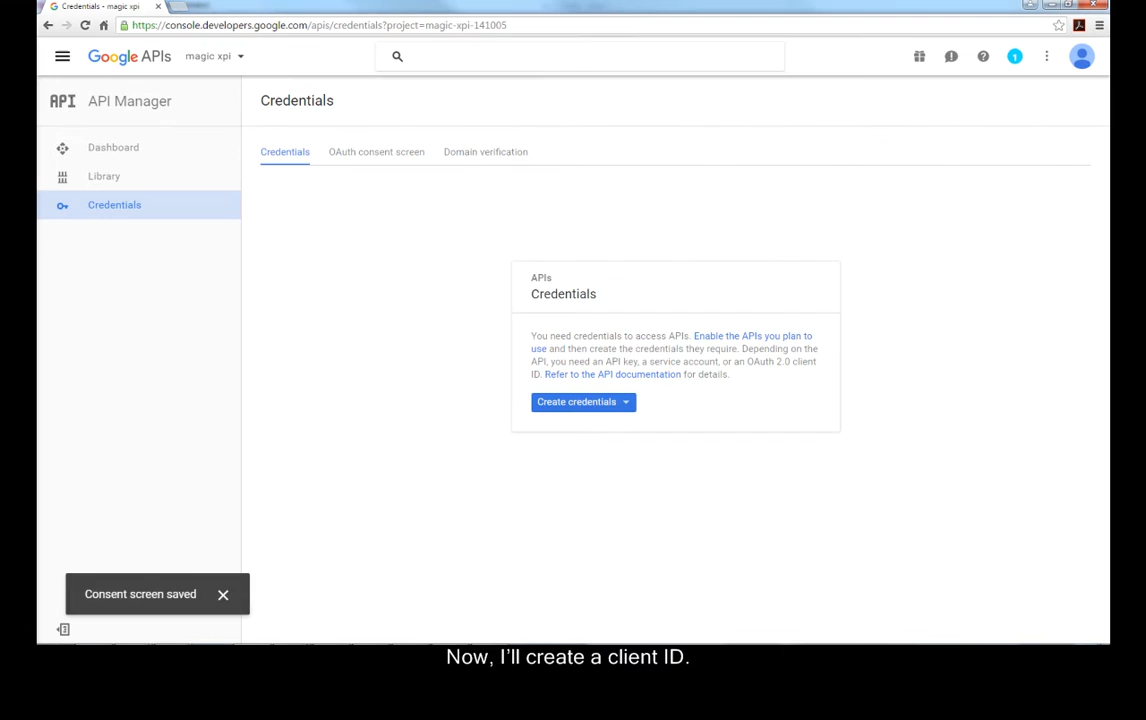 Credentials - magic xpi
https://console.developers.google.com/apis/credentials?project=magic-xpi-141005
Google APIs
magic xpi
1
API
API Manager
Credentials
Dashboard
Library
Credentials
Credentials
OAuth consent screen
Domain verification
APIs
Credentials
You need credentials to access APIs. Enable the APIs you plan to
use and then create the credentials they require. Depending on the
API, you need an API key, a service account, or an OAuth 2.0 client
ID. Refer to the API documentation for details.
Create credentials
Consent screen saved
Now, I’ll create a client ID.